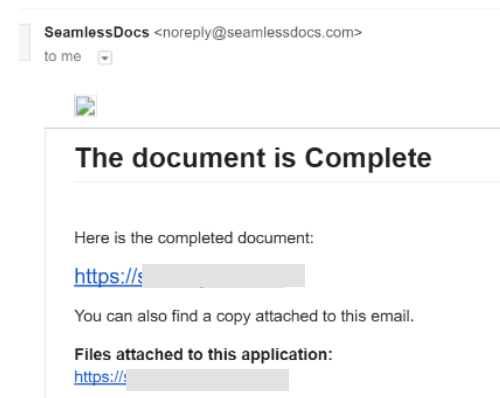 SeamlessDocs <noreply@seamlessdocs.com>
to me
The document is Complete
Here is the completed document:
https://s
You can also find a copy attached to this email.
Files attached to this application:
https://s